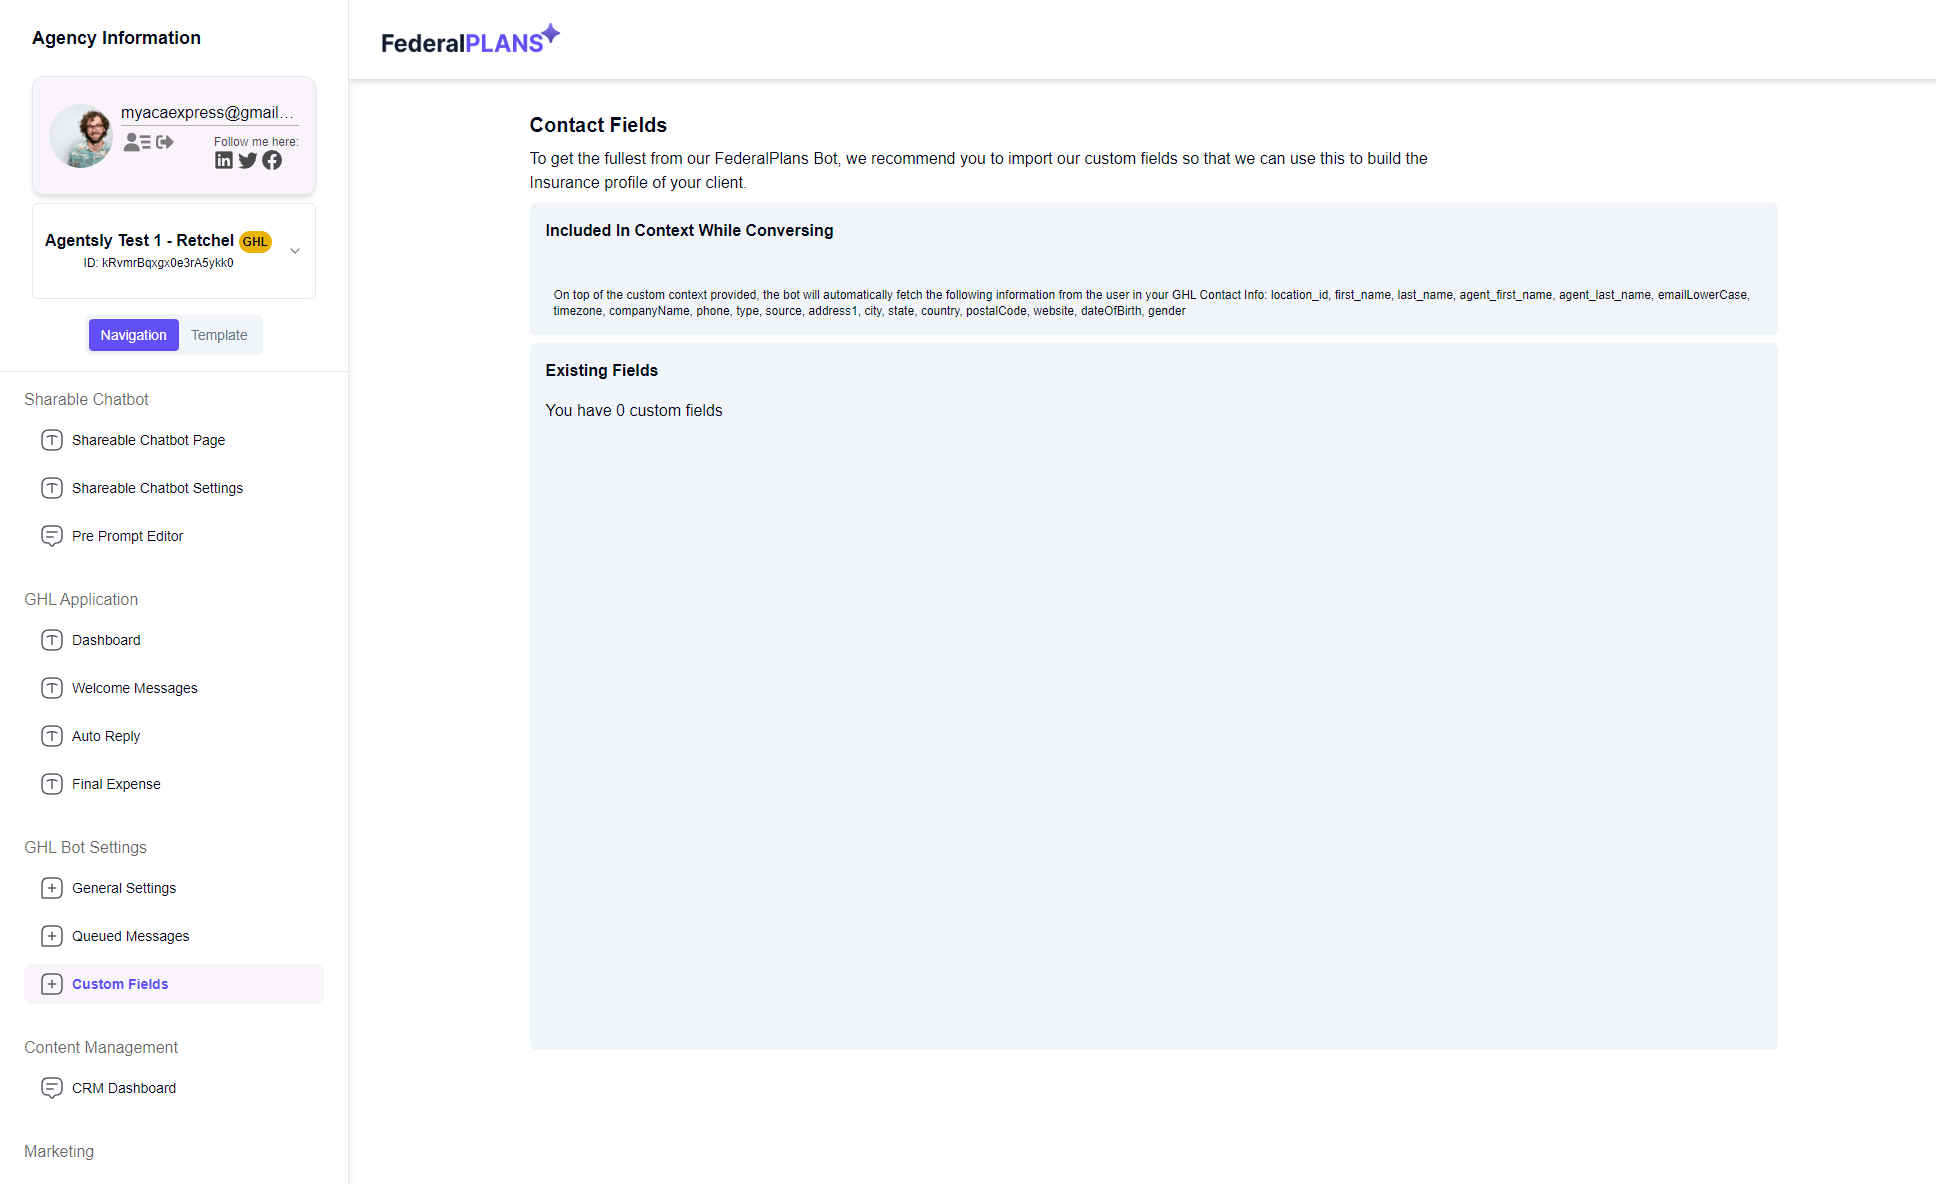 Agency Information
myacaexpress@gmail...
Follow me here:
Agentsly Test 1 - Retchel GHL
ID: kRvmrBqxgx0e3rA5ykk0
Navigation Template
Sharable Chatbot
Shareable Chatbot Page
Shareable Chatbot Settings
Pre Prompt Editor
GHL Application
Dashboard
Welcome Messages
Auto Reply
Final Expense
GHL Bot Settings
General Settings
Queued Messages
Custom Fields
Content Management
CRM Dashboard
Marketing
FederalPLANS
Contact Fields
To get the fullest from our FederalPlans Bot, we recommend you to import our custom fields so that we can use this to build the
Insurance profile of your client.
Included In Context While Conversing
On top of the custom context provided, the bot will automatically fetch the following information from the user in your GHL Contact Info: location_id, first_name, last_name, agent_first_name, agent_last_name, emailLowerCase,
timezone, companyName, phone, type, source, address1, city, state, country, postalCode, website, dateOfBirth, gender
Existing Fields
You have 0 custom fields